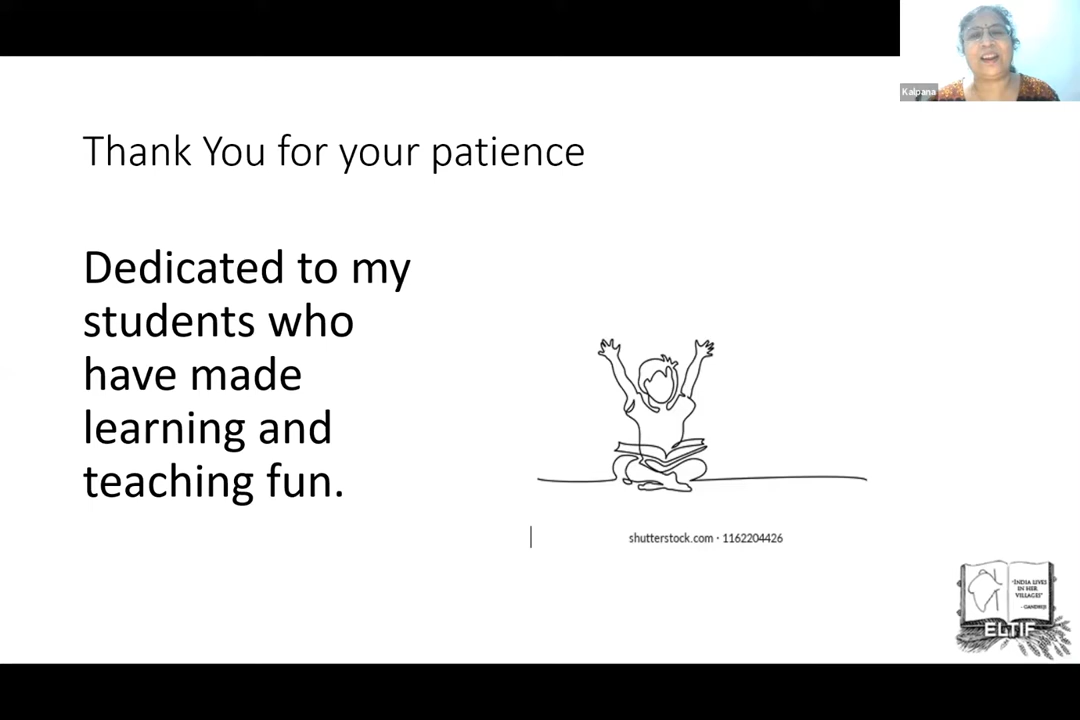 Kalpana
Thank You for your patience
Dedicated to my
students who
have made
learning and
teaching fun.
shutterstock.com · 1162204426
"INDIA LIVES
IN HER
VILLAGES"
- GANDHIJI
ELTIF